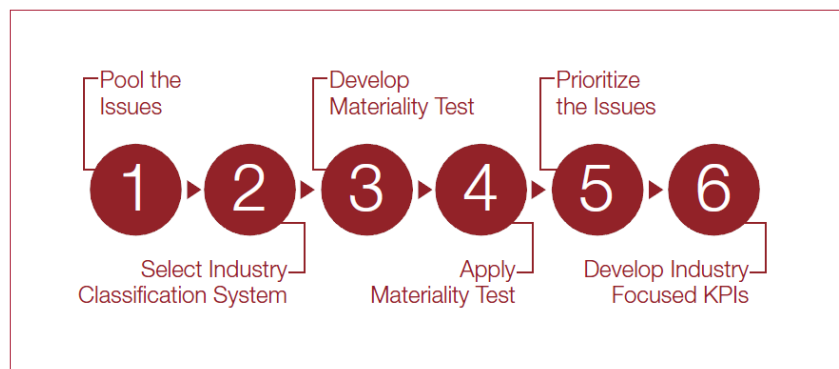 Pool the
Issues
Develop
Materiality Test
Prioritize
the Issues
1
2
3
4
5
6
Select Industry
Classification System
Apply
Materiality Test
Develop Industry
Focused KPIs